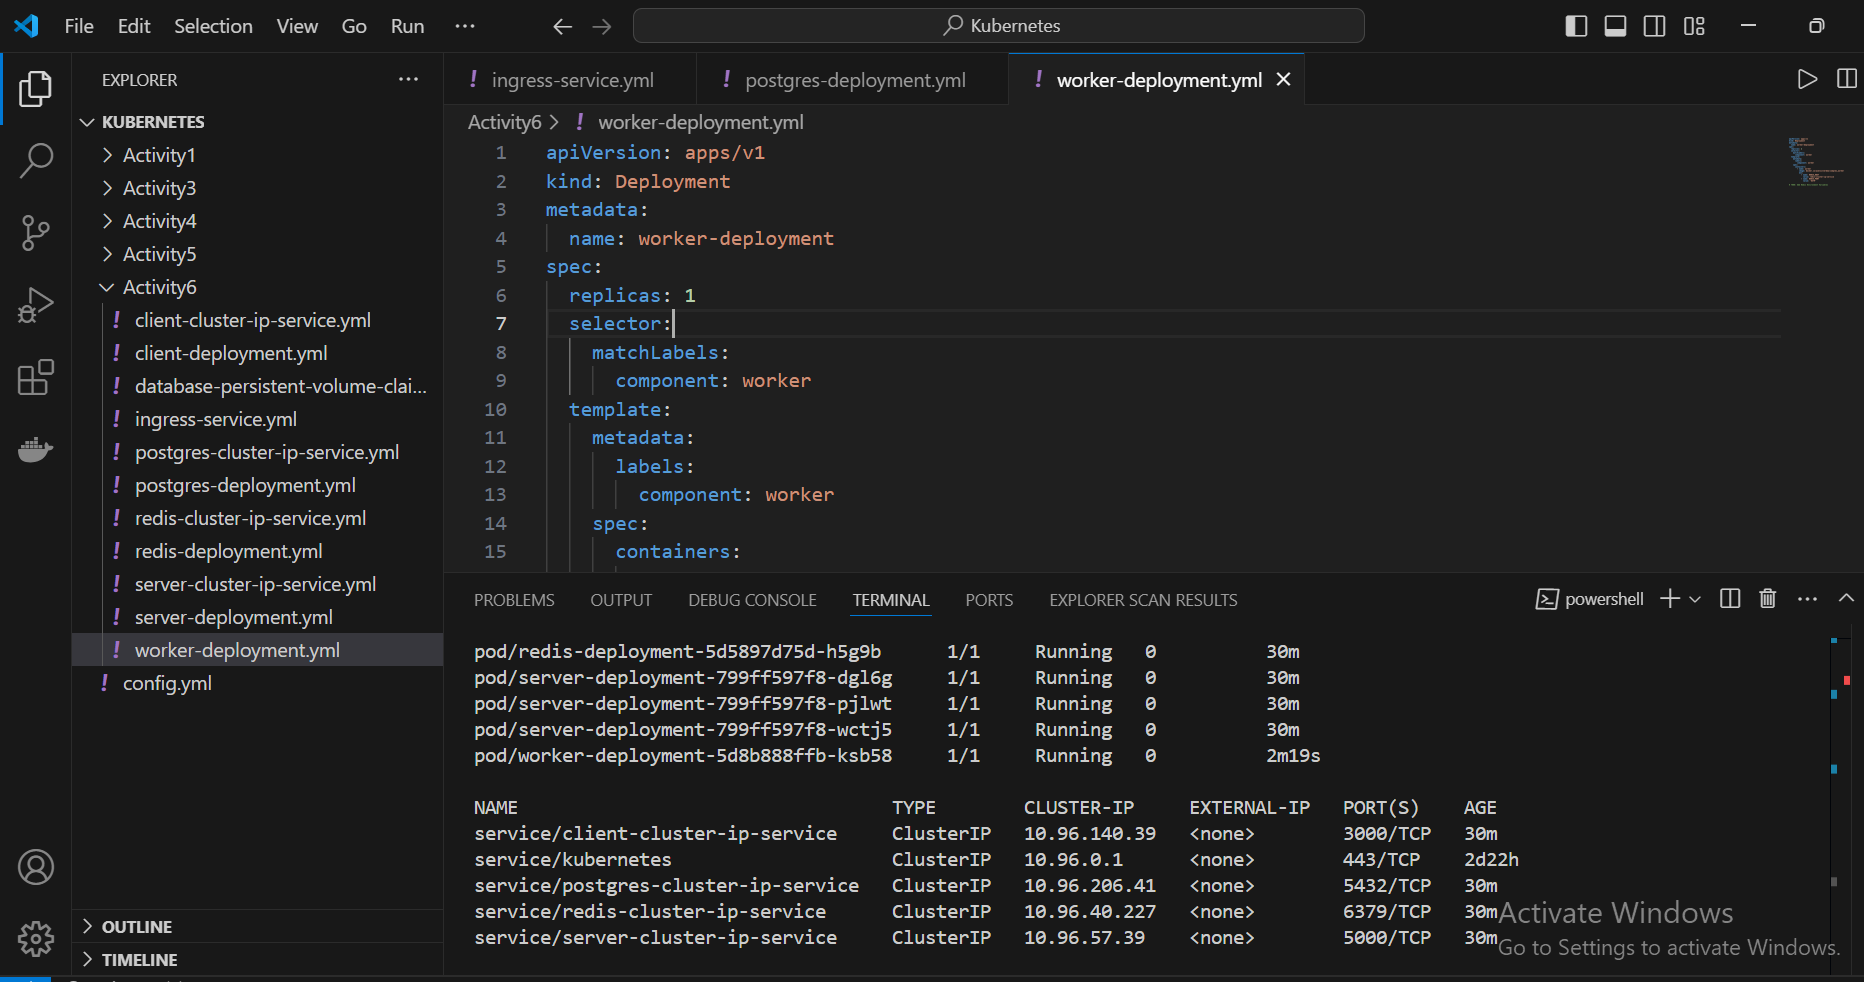 File Edit Selection View Go Run ··· Kubernetes
EXPLORER ···
KUBERNETES
Activity1
Activity3
Activity4
Activity5
Activity6
! client-cluster-ip-service.yml
! client-deployment.yml
! database-persistent-volume-clai...
! ingress-service.yml
! postgres-cluster-ip-service.yml
! postgres-deployment.yml
! redis-cluster-ip-service.yml
! redis-deployment.yml
! server-cluster-ip-service.yml
! server-deployment.yml
! worker-deployment.yml
! config.yml
OUTLINE
TIMELINE
! ingress-service.yml ! postgres-deployment.yml ! worker-deployment.yml
Activity6 > ! worker-deployment.yml
1 apiVersion: apps/v1
2 kind: Deployment
3 metadata:
4 name: worker-deployment
5 spec:
6 replicas: 1
7 selector:
8 matchLabels:
9 component: worker
10 template:
11 metadata:
12 labels:
13 component: worker
14 spec:
15 containers:
PROBLEMS OUTPUT DEBUG CONSOLE TERMINAL PORTS EXPLORER SCAN RESULTS powershell ···
pod/redis-deployment-5d5897d75d-h5g9b 1/1 Running 0 30m
pod/server-deployment-799ff597f8-dgl6g 1/1 Running 0 30m
pod/server-deployment-799ff597f8-pjlwt 1/1 Running 0 30m
pod/server-deployment-799ff597f8-wctj5 1/1 Running 0 30m
pod/worker-deployment-5d8b888ffb-ksb58 1/1 Running 0 2m19s
NAME TYPE CLUSTER-IP EXTERNAL-IP PORT(S) AGE
service/client-cluster-ip-service ClusterIP 10.96.140.39 <none> 3000/TCP 30m
service/kubernetes ClusterIP 10.96.0.1 <none> 443/TCP 2d22h
service/postgres-cluster-ip-service ClusterIP 10.96.206.41 <none> 5432/TCP 30m
service/redis-cluster-ip-service ClusterIP 10.96.40.227 <none> 6379/TCP 30m
service/server-cluster-ip-service ClusterIP 10.96.57.39 <none> 5000/TCP 30m
Activate Windows
Go to Settings to activate Windows.